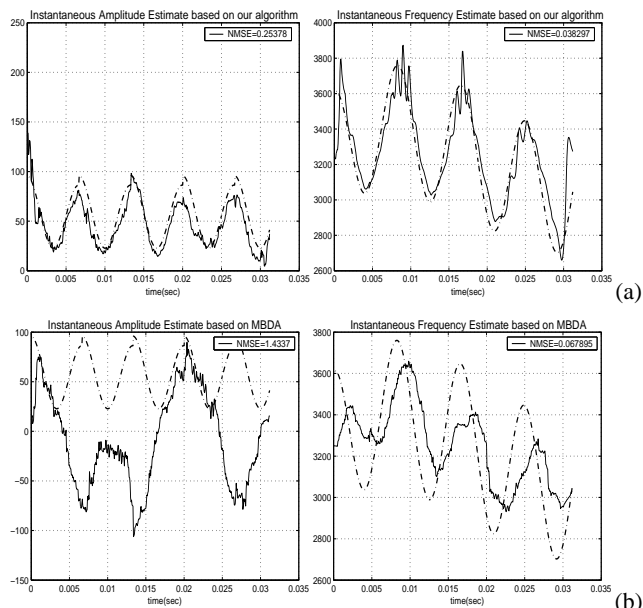 Instantaneous Amplitude Estimate based on our algorithm
NMSE=0.25378
250
200
150
100
50
0
0 0.005 0.01 0.015 0.02 0.025 0.03 0.035
time(sec)
Instantaneous Frequency Estimate based on our algorithm
NMSE=0.038297
4000
3800
3600
3400
3200
3000
2800
2600
0 0.005 0.01 0.015 0.02 0.025 0.03 0.035
time(sec)
(a)
Instantaneous Amplitude Estimate based on MBDA
NMSE=1.4337
100
50
0
−50
−100
−150
0 0.005 0.01 0.015 0.02 0.025 0.03 0.035
time(sec)
Instantaneous Frequency Estimate based on MBDA
NMSE=0.067895
3800
3600
3400
3200
3000
2800
2600
0 0.005 0.01 0.015 0.02 0.025 0.03 0.035
time(sec)
(b)